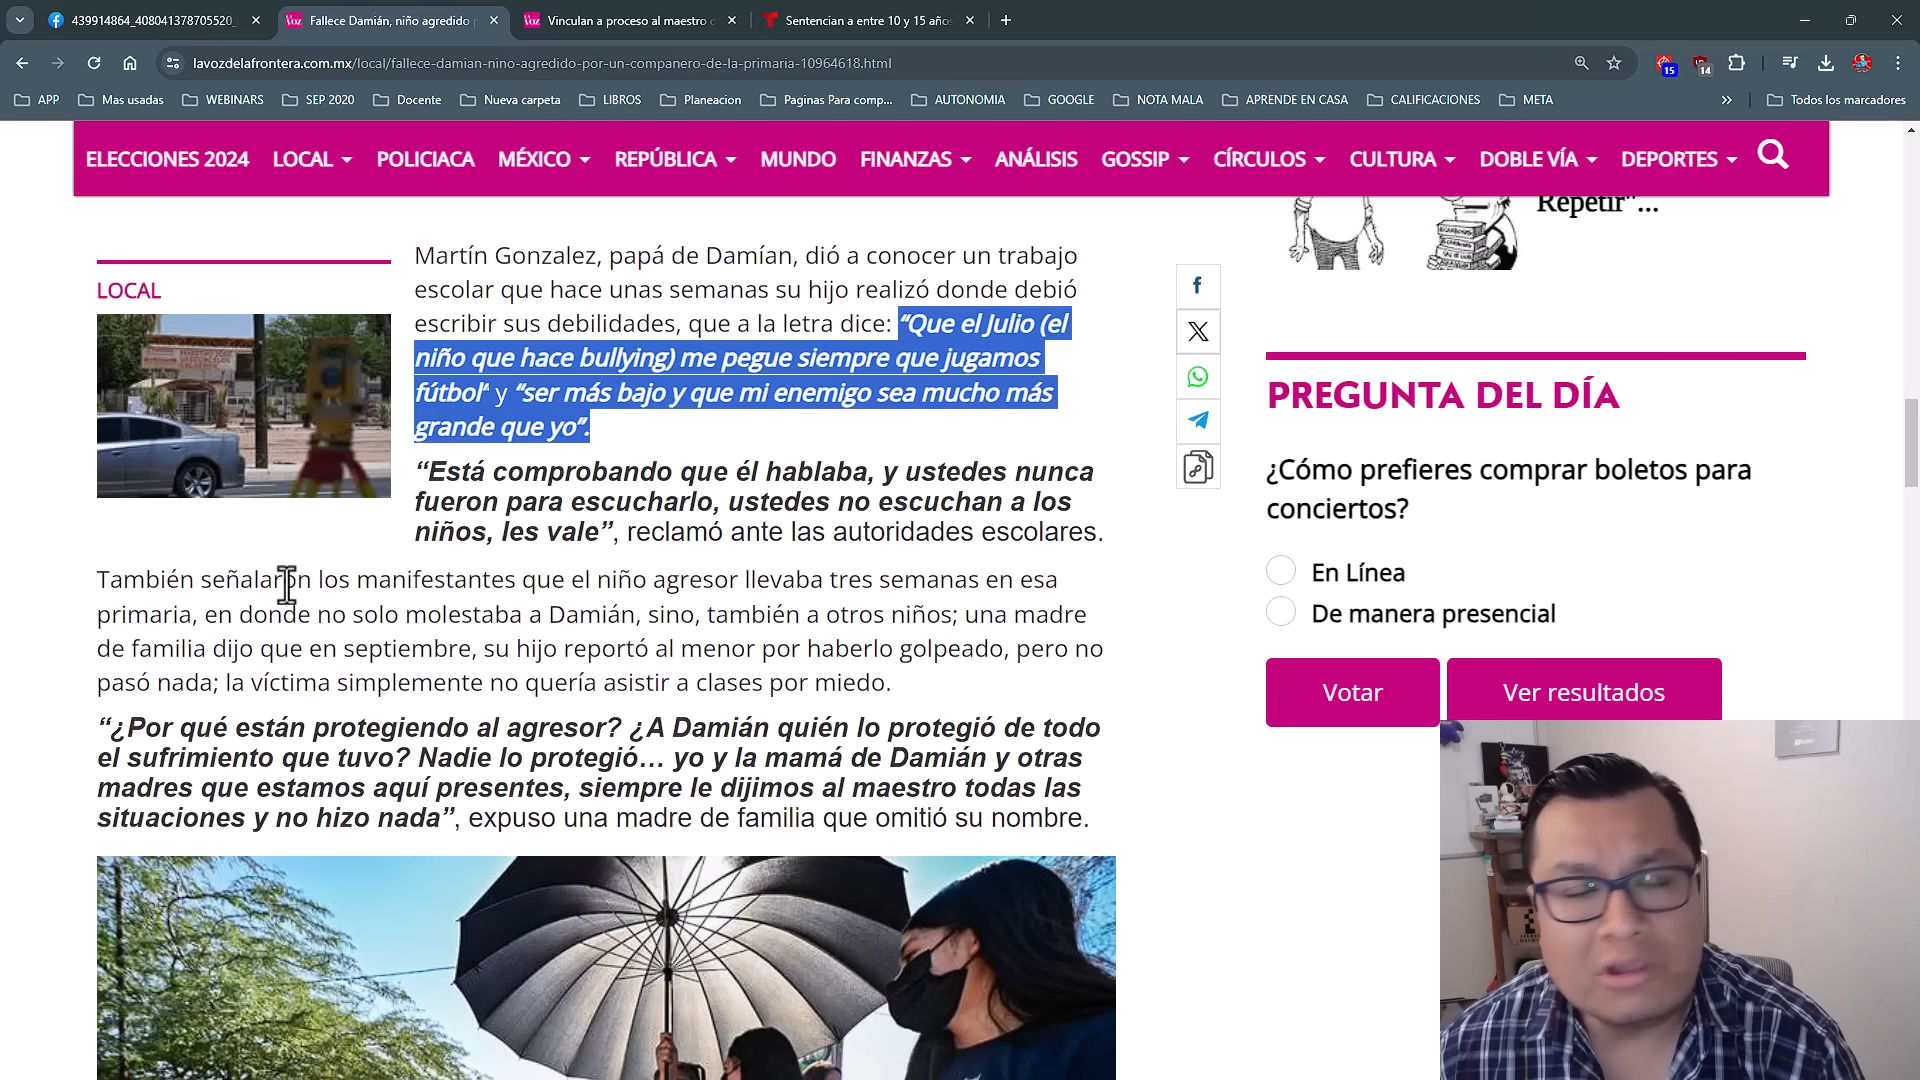 439914864_408041378705520_
Fallece Damián, niño agredido
Vinculan a proceso al maestro
Sentencian a entre 10 y 15 años
lavozdelafrontera.com.mx/local/fallece-damian-nino-agredido-por-un-companero-de-la-primaria-10964618.html
15
14
APP
Mas usadas
WEBINARS
SEP 2020
Docente
Nueva carpeta
LIBROS
Planeacion
Paginas Para comp...
AUTONOMIA
GOOGLE
NOTA MALA
APRENDE EN CASA
CALIFICACIONES
META
Todos los marcadores
ELECCIONES 2024
LOCAL
POLICIACA
MÉXICO
REPÚBLICA
MUNDO
FINANZAS
ANÁLISIS
GOSSIP
CÍRCULOS
CULTURA
DOBLE VÍA
DEPORTES
Repetir"...
LOCAL
Martín Gonzalez, papá de Damían, dió a conocer un trabajo
escolar que hace unas semanas su hijo realizó donde debió
escribir sus debilidades, que a la letra dice: “Que el Julio (el
niño que hace bullying) me pegue siempre que jugamos
fútbol” y “ser más bajo y que mi enemigo sea mucho más
grande que yo”.
“Está comprobando que él hablaba, y ustedes nunca
fueron para escucharlo, ustedes no escuchan a los
niños, les vale”, reclamó ante las autoridades escolares.
También señalaron los manifestantes que el niño agresor llevaba tres semanas en esa
primaria, en donde no solo molestaba a Damián, sino, también a otros niños; una madre
de familia dijo que en septiembre, su hijo reportó al menor por haberlo golpeado, pero no
pasó nada; la víctima simplemente no quería asistir a clases por miedo.
“¿Por qué están protegiendo al agresor? ¿A Damián quién lo protegió de todo
el sufrimiento que tuvo? Nadie lo protegió… yo y la mamá de Damián y otras
madres que estamos aquí presentes, siempre le dijimos al maestro todas las
situaciones y no hizo nada”, expuso una madre de familia que omitió su nombre.
PREGUNTA DEL DÍA
¿Cómo prefieres comprar boletos para
conciertos?
En Línea
De manera presencial
Votar
Ver resultados